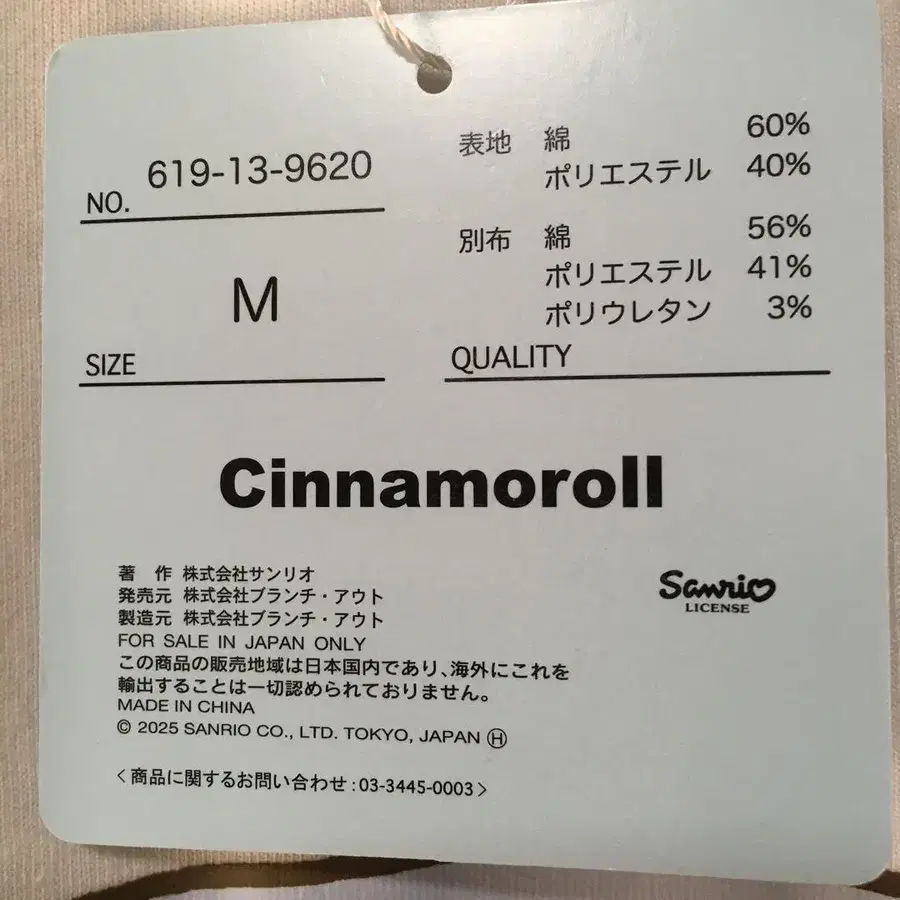 NO. 619-13-9620
M
SIZE
表地 綿 60%
ポリエステル 40%
別布 綿 56%
ポリエステル 41%
ポリウレタン 3%
QUALITY
Cinnamoroll
著 作 株式会社サンリオ
発売元 株式会社ブランチ・アウト
製造元 株式会社ブランチ・アウト
FOR SALE IN JAPAN ONLY
この商品の販売地域は日本国内であり、海外にこれを
輸出することは一切認められておりません。
MADE IN CHINA
© 2025 SANRIO CO., LTD. TOKYO, JAPAN Ⓗ
<商品に関するお問い合わせ:03-3445-0003>
Sanrio
LICENSE